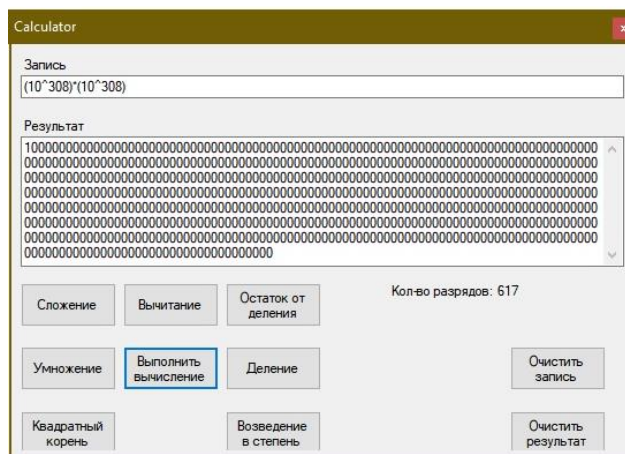 Calculator
Запись
(10^308)*(10^308)
Результат
10000000000000000000000000000000000000000000000000000000000000000000000000000000000
00000000000000000000000000000000000000000000000000000000000000000000000000000000000
00000000000000000000000000000000000000000000000000000000000000000000000000000000000
00000000000000000000000000000000000000000000000000000000000000000000000000000000000
00000000000000000000000000000000000000000000000000000000000000000000000000000000000
00000000000000000000000000000000000000000000000000000000000000000000000000000000000
00000000000000000000000000000000000000000000000000000000000000000000000000000000000
000000000000000000000000000000000000
Кол-во разрядов: 617
Сложение
Вычитание
Остаток от
деления
Умножение
Выполнить
вычисление
Деление
Очистить
запись
Квадратный
корень
Возведение
в степень
Очистить
результат